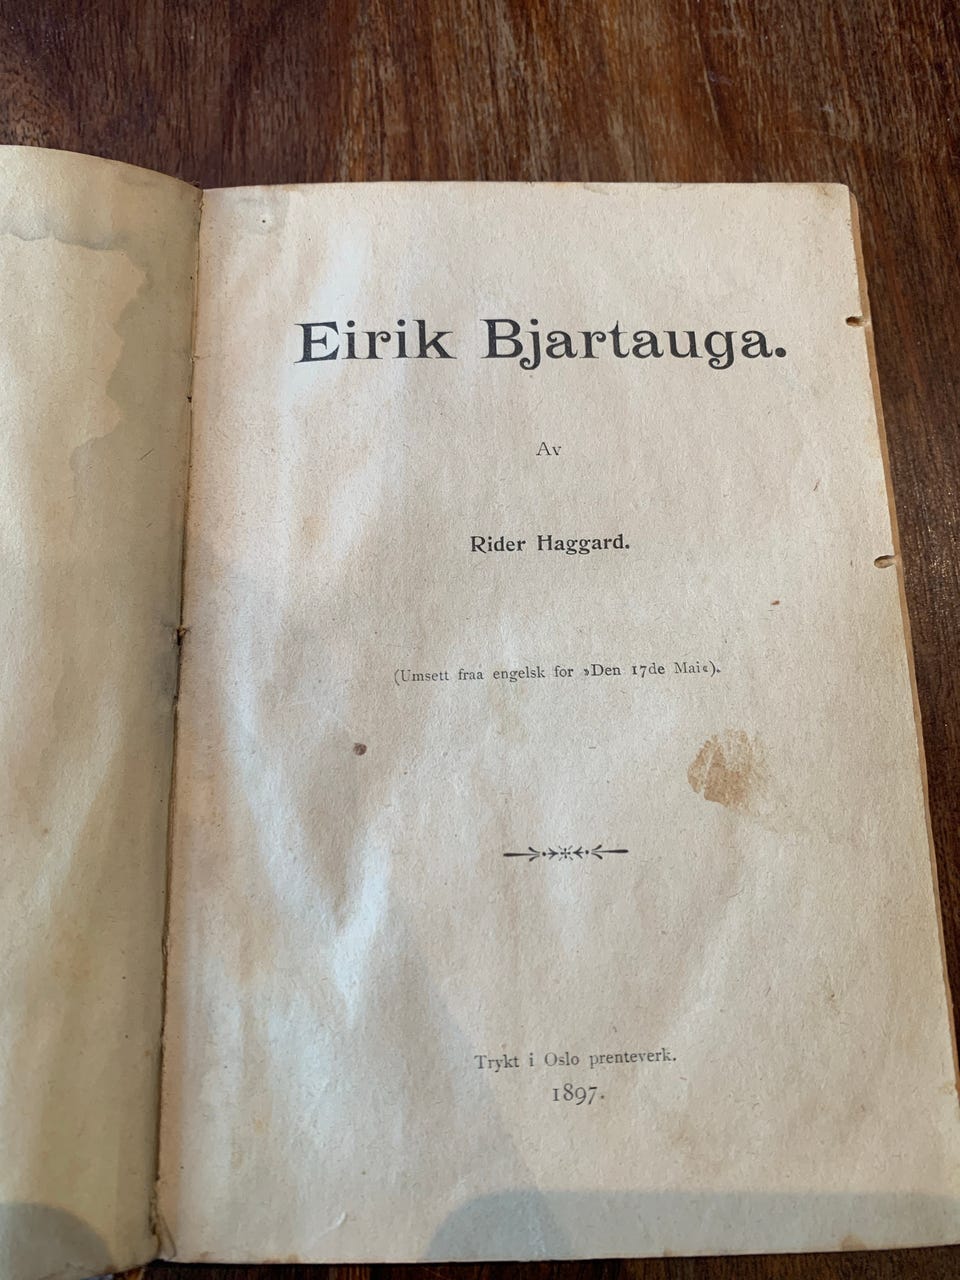 Eirik Bjartauga.
Av
Rider Haggard.
(Umsett fraa engelsk for »Den 17de Mai«).
Trykt i Oslo prenteverk.
1897.